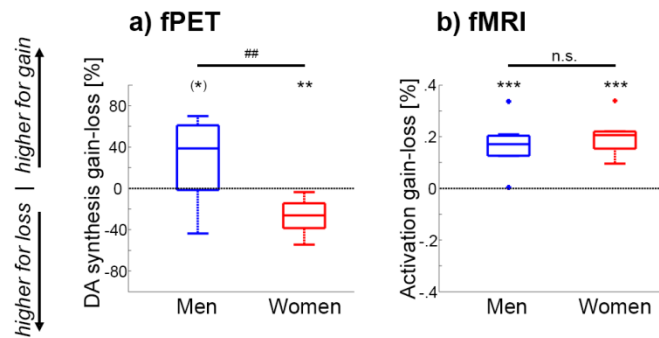 a) fPET
b) fMRI
higher for loss | higher for gain
DA synthesis gain-loss [%]
80
40
0
-40
-80
##
(*)
**
Men
Women
Activation gain-loss [%]
.4
.2
0
-.2
-.4
n.s.
***
***
Men
Women